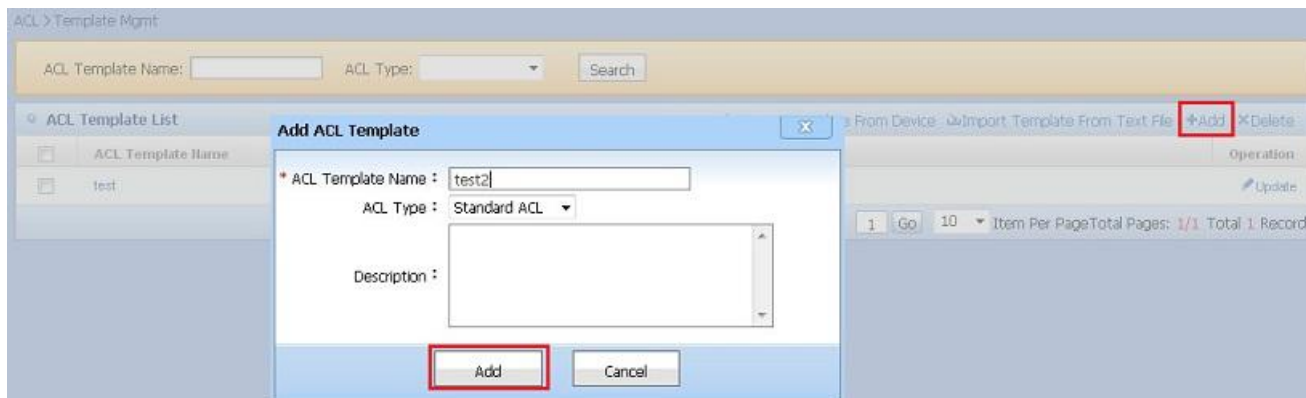 ACL > Template Mgmt
ACL Template Name: ACL Type: Search
ACL Template List From Device Import Template From Text File +Add ×Delete
ACL Template Name Operation
test Update
1 Go 10 Item Per PageTotal Pages: 1/1 Total 1 Record
Add ACL Template
* ACL Template Name : test2
ACL Type : Standard ACL
Description :
Add Cancel